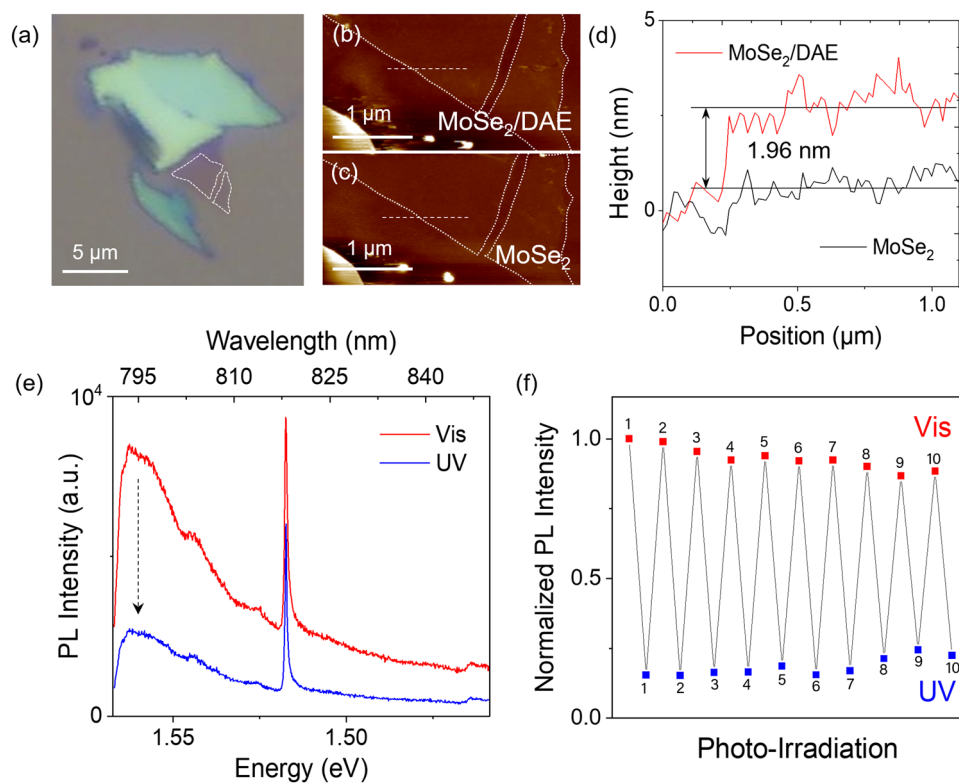 (a)
5 µm
(b)
1 µm
MoSe2/DAE
(c)
1 µm
MoSe2
(d)
5
0
Height (nm)
MoSe2/DAE
1.96 nm
MoSe2
0.0 0.5 1.0
Position (µm)
(e)
Wavelength (nm)
795 810 825 840
10^4
0
PL Intensity (a.u.)
Vis
UV
1.55 1.50
Energy (eV)
(f)
Vis
1.0
0.5
1.0
Normalized PL Intensity
1 2 3 4 5 6 7 8 9 10
1 2 3 4 5 6 7 8 9 10
UV
Photo-Irradiation